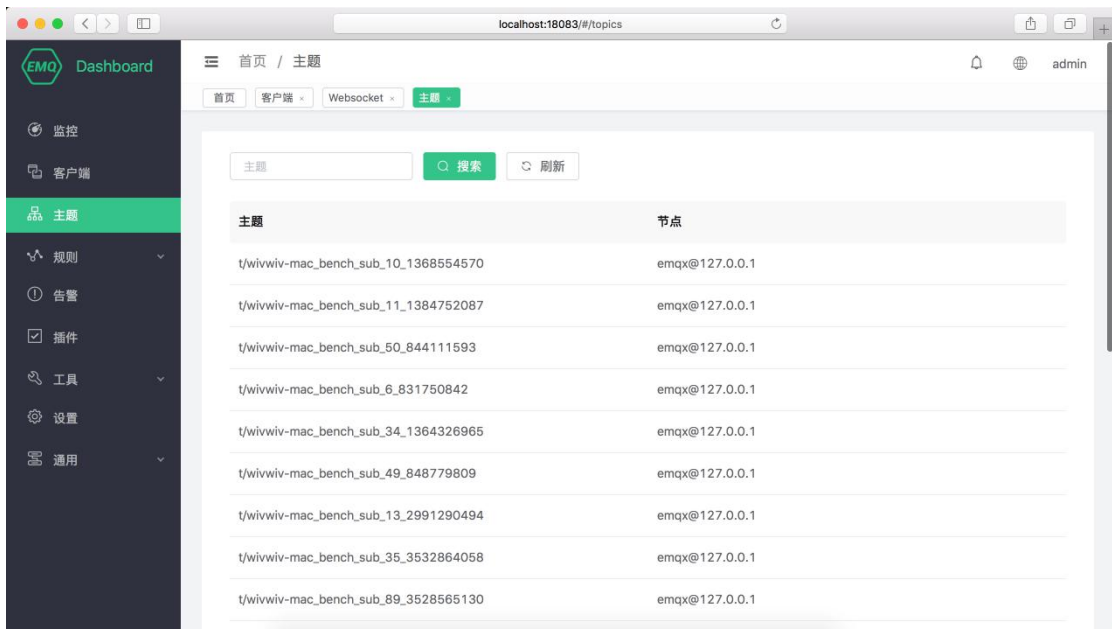 localhost:18083/#/topics
EMQ Dashboard
首页 / 主题
admin
首页 客户端 × Websocket × 主题 ×
监控
客户端
主题
规则
告警
插件
工具
设置
通用
主题 搜索 刷新
主题 节点
t/wivwiv-mac_bench_sub_10_1368554570 emqx@127.0.0.1
t/wivwiv-mac_bench_sub_11_1384752087 emqx@127.0.0.1
t/wivwiv-mac_bench_sub_50_844111593 emqx@127.0.0.1
t/wivwiv-mac_bench_sub_6_831750842 emqx@127.0.0.1
t/wivwiv-mac_bench_sub_34_1364326965 emqx@127.0.0.1
t/wivwiv-mac_bench_sub_49_848779809 emqx@127.0.0.1
t/wivwiv-mac_bench_sub_13_2991290494 emqx@127.0.0.1
t/wivwiv-mac_bench_sub_35_3532864058 emqx@127.0.0.1
t/wivwiv-mac_bench_sub_89_3528565130 emqx@127.0.0.1